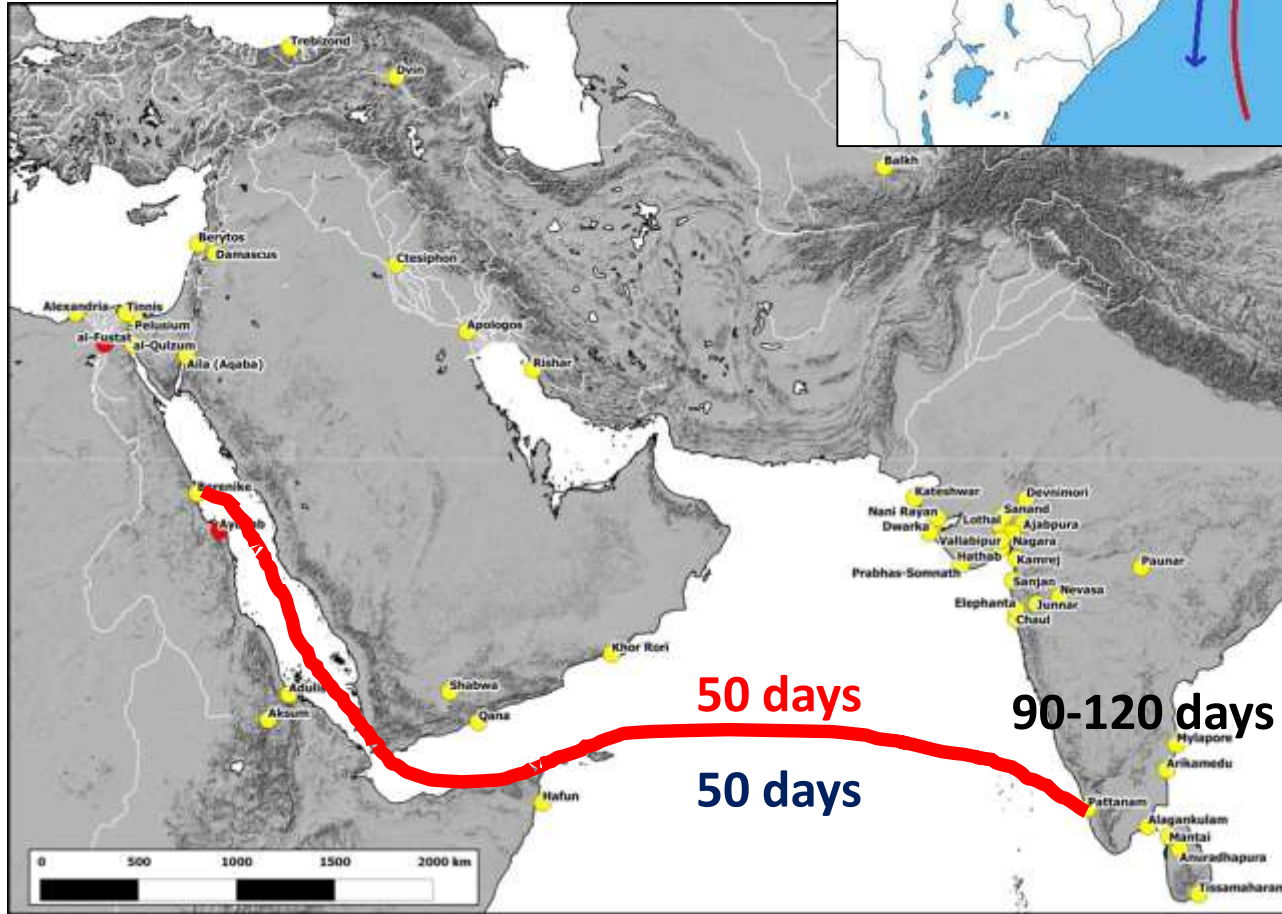 Trebizond
Dvin
Balkh
Berytos
Damascus
Ctesiphon
Alexandria
Tinnis
Pelusium
al-Fustat
al-Qulzum
Aila (Aqaba)
Apologos
Rishar
Berenike
Kateshwar
Devnimori
Nani Rayan
Lothal
Sanand
Dwarka
Ajabpura
Vallabipur
Nagara
Hathab
Kamrej
Paunar
Prabhas-Somnath
Sanjan
Nevasa
Elephanta
Junnar
Chaul
Khor Rori
Adulis
Shabwa
Aksum
Qana
50 days
90-120 days
Mylapore
Arikamedu
50 days
Hafun
Pattanam
Alagankulam
Mantai
Anuradhapura
Tissamaharam
0 500 1000 1500 2000 km